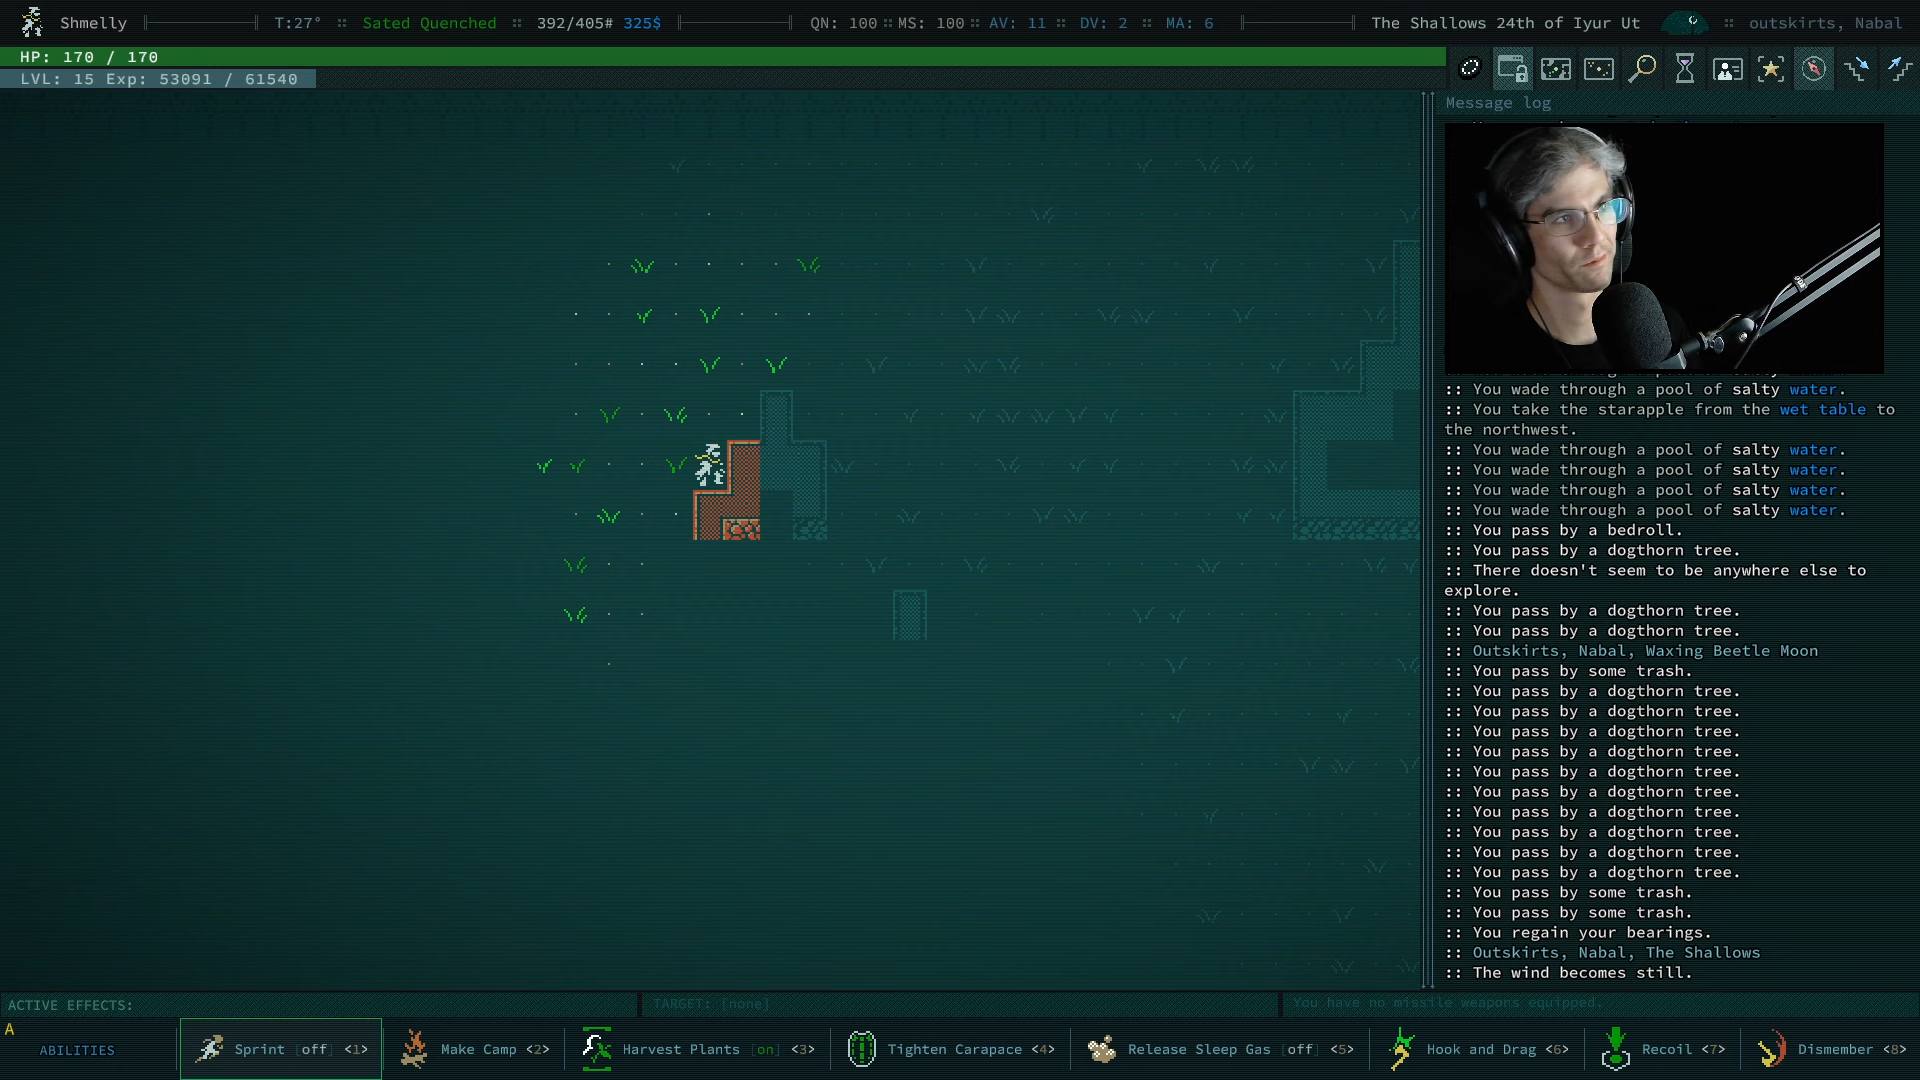 Shmelly T:27° :: Sated Quenched :: 392/405# 325$ QN: 100 :: MS: 100 :: AV: 11 :: DV: 2 :: MA: 6 The Shallows 24th of Iyur Ut :: outskirts, Nabal
HP: 170 / 170
LVL: 15 Exp: 53091 / 61540
Message log
:: You wade through a pool of salty water.
:: You take the starapple from the wet table to
the northwest.
:: You wade through a pool of salty water.
:: You wade through a pool of salty water.
:: You wade through a pool of salty water.
:: You wade through a pool of salty water.
:: You pass by a bedroll.
:: You pass by a dogthorn tree.
:: There doesn't seem to be anywhere else to
explore.
:: You pass by a dogthorn tree.
:: You pass by a dogthorn tree.
:: Outskirts, Nabal, Waxing Beetle Moon
:: You pass by some trash.
:: You pass by a dogthorn tree.
:: You pass by a dogthorn tree.
:: You pass by a dogthorn tree.
:: You pass by a dogthorn tree.
:: You pass by a dogthorn tree.
:: You pass by a dogthorn tree.
:: You pass by a dogthorn tree.
:: You pass by a dogthorn tree.
:: You pass by a dogthorn tree.
:: You pass by a dogthorn tree.
:: You pass by some trash.
:: You pass by some trash.
:: You regain your bearings.
:: Outskirts, Nabal, The Shallows
:: The wind becomes still.
ACTIVE EFFECTS: TARGET: [none] You have no missile weapons equipped.
A
ABILITIES Sprint [off] <1> Make Camp <2> Harvest Plants [on] <3> Tighten Carapace <4> Release Sleep Gas [off] <5> Hook and Drag <6> Recoil <7> Dismember <8>